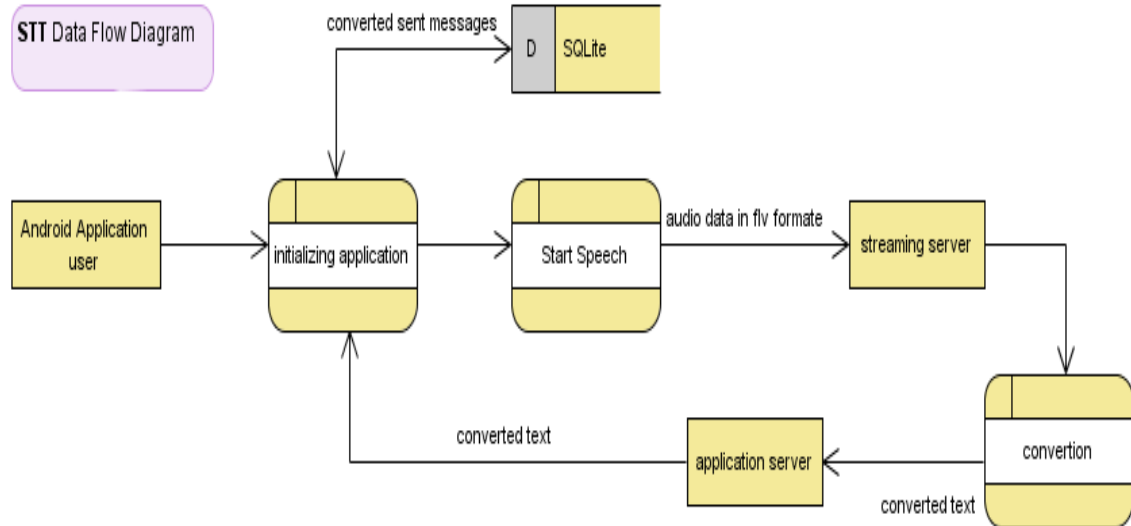 STT Data Flow Diagram
converted sent messages
D
SQLite
Android Application
user
initializing application
Start Speech
audio data in flv formate
streaming server
converted text
application server
convertion
converted text